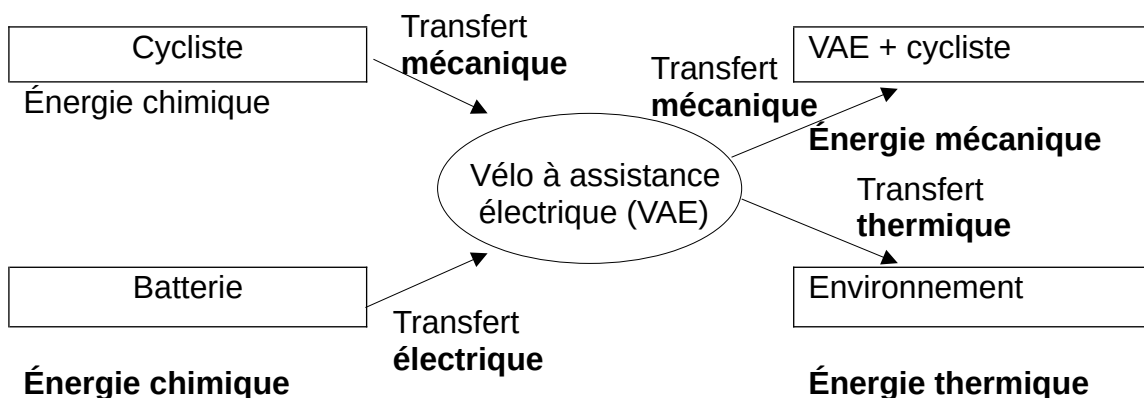 Cycliste
Énergie chimique
Transfert
mécanique
Transfert
mécanique
VAE + cycliste
Énergie mécanique
Vélo à assistance
électrique (VAE)
Transfert
thermique
Batterie
Énergie chimique
Transfert
électrique
Environnement
Énergie thermique